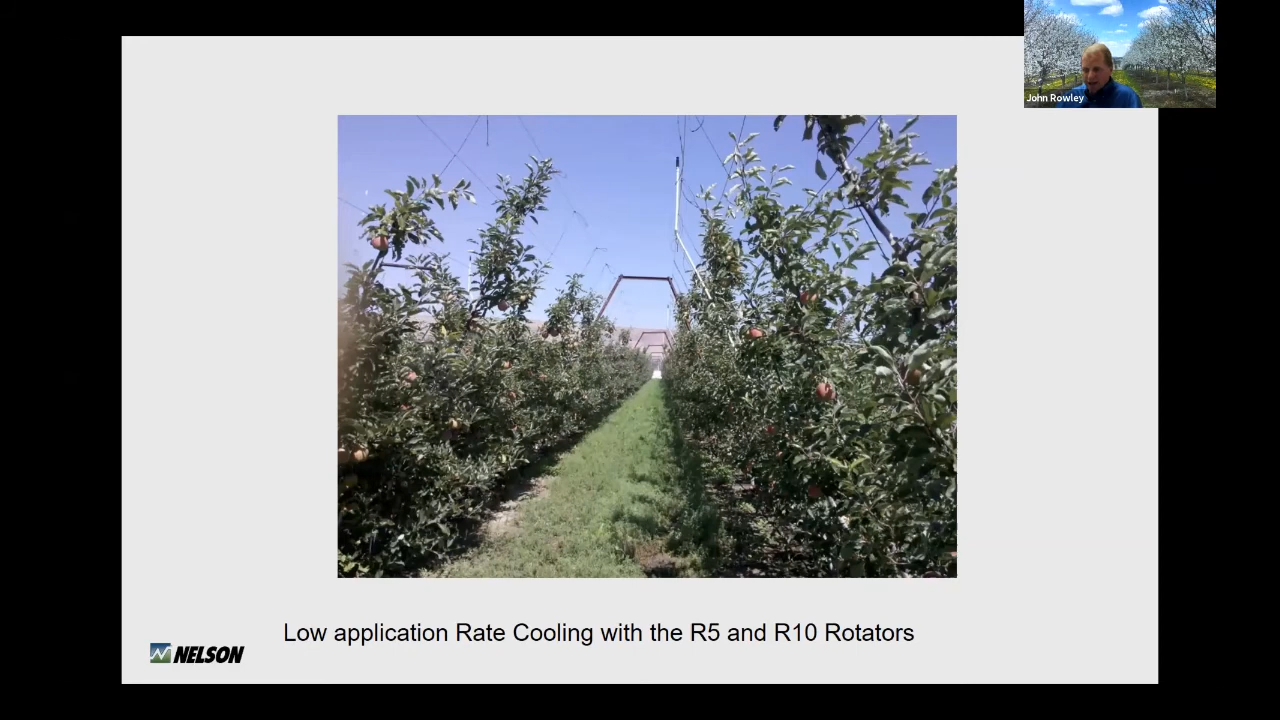 John Rowley
Low application Rate Cooling with the R5 and R10 Rotators
NELSON